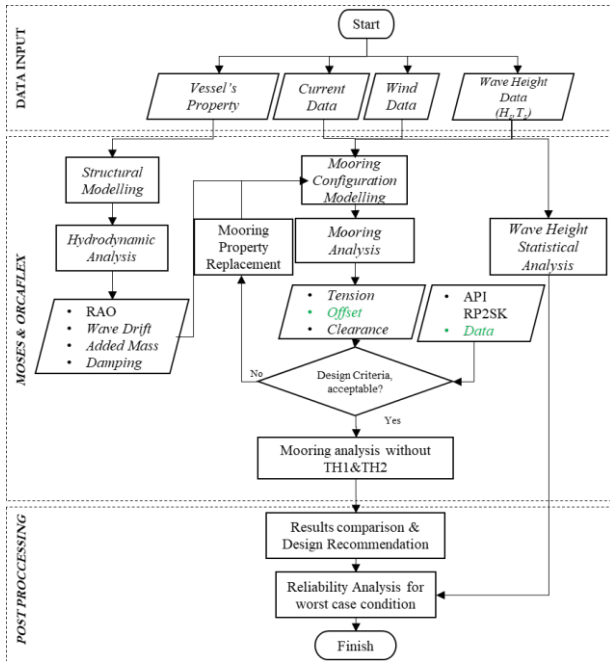 Start
DATA INPUT
Vessel's
Property
Current
Data
Wind
Data
Wave Height
Data
(Hs,Tz)
MOSES & ORCAFLEX
Structural
Modelling
Mooring
Configuration
Modelling
Hydrodynamic
Analysis
Mooring
Property
Replacement
Mooring
Analysis
Wave Height
Statistical
Analysis
• RAO
• Wave Drift
• Added Mass
• Damping
• Tension
• Offset
• Clearance
• API
RP2SK
• Data
No
Design Criteria,
acceptable?
Yes
Mooring analysis without
TH1&TH2
POST PROCCESSING
Results comparison &
Design Recommendation
Reliability Analysis for
worst case condition
Finish